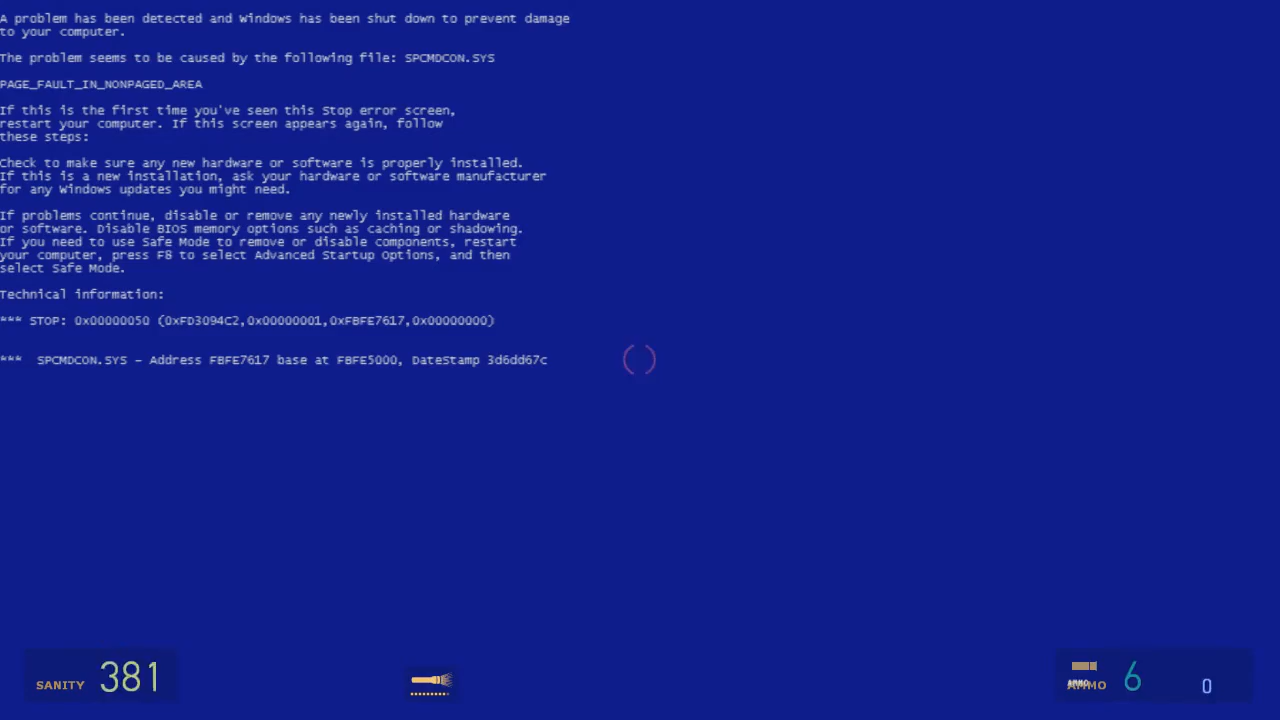 A problem has been detected and Windows has been shut down to prevent damage
to your computer.
The problem seems to be caused by the following file: SPCMDCON.SYS
PAGE_FAULT_IN_NONPAGED_AREA
If this is the first time you've seen this Stop error screen,
restart your computer. If this screen appears again, follow
these steps:
Check to make sure any new hardware or software is properly installed.
If this is a new installation, ask your hardware or software manufacturer
for any Windows updates you might need.
If problems continue, disable or remove any newly installed hardware
or software. Disable BIOS memory options such as caching or shadowing.
If you need to use Safe Mode to remove or disable components, restart
your computer, press F8 to select Advanced Startup Options, and then
select Safe Mode.
Technical information:
*** STOP: 0x00000050 (0xFD3094C2,0x00000001,0xFBFE7617,0x00000000)
*** SPCMDCON.SYS - Address FBFE7617 base at FBFE5000, DateStamp 3d6dd67c
SANITY 381
AMMO 6 0